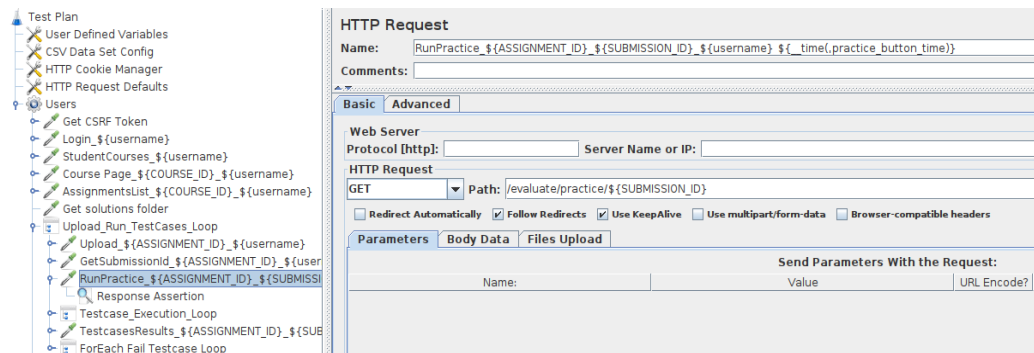 Test Plan
User Defined Variables
CSV Data Set Config
HTTP Cookie Manager
HTTP Request Defaults
Users
Get CSRF Token
Login_${username}
StudentCourses_${username}
Course Page_${COURSE_ID}_${username}
AssignmentsList_${COURSE_ID}_${username}
Get solutions folder
Upload_Run_TestCases_Loop
Upload_${ASSIGNMENT_ID}_${username}
GetSubmissionId_${ASSIGNMENT_ID}_${user
RunPractice_${ASSIGNMENT_ID}_${SUBMISSI
Response Assertion
Testcase_Execution_Loop
TestcasesResults_${ASSIGNMENT_ID}_${SUB
ForEach Fail Testcase Loop
HTTP Request
Name: RunPractice_${ASSIGNMENT_ID}_${SUBMISSION_ID}_${username} ${__time(,practice_button_time)}
Comments:
Basic Advanced
Web Server
Protocol [http]: Server Name or IP:
HTTP Request
GET Path: /evaluate/practice/${SUBMISSION_ID}
Redirect Automatically Follow Redirects Use KeepAlive Use multipart/form-data Browser-compatible headers
Parameters Body Data Files Upload
Send Parameters With the Request:
Name: Value URL Encode?